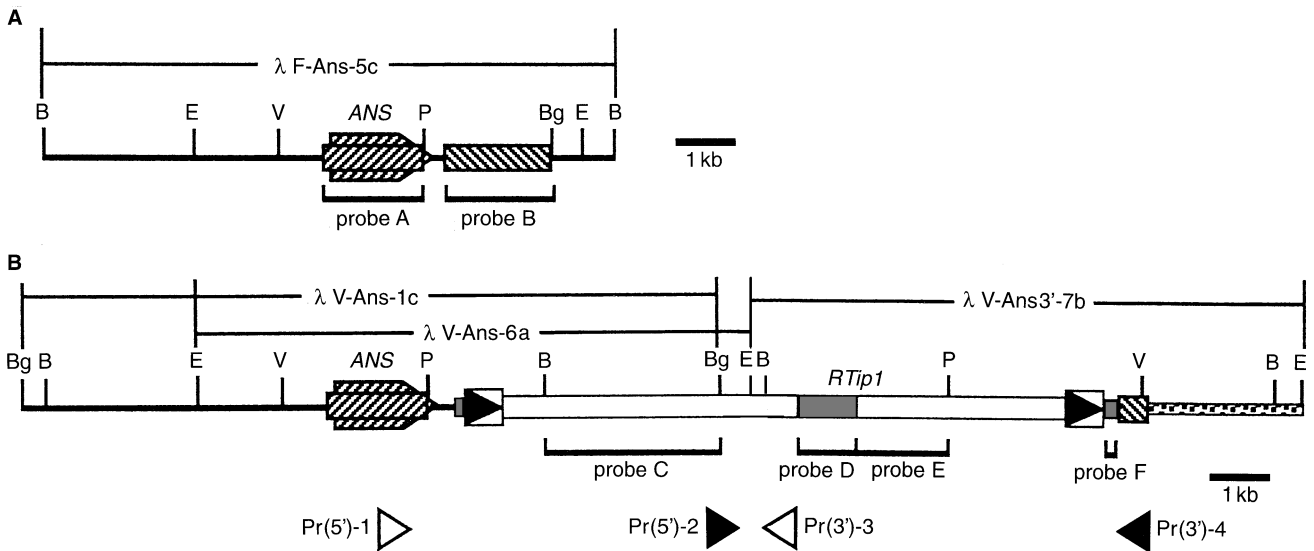 A
λ F-Ans-5c
B E V ANS P Bg E B
1 kb
probe A probe B
B
λ V-Ans-1c λ V-Ans3'-7b
λ V-Ans-6a
Bg B E V ANS P B Bg E B RTip1 P V B E
probe C probe D probe E probe F
1 kb
Pr(5')-1 Pr(5')-2 Pr(3')-3 Pr(3')-4